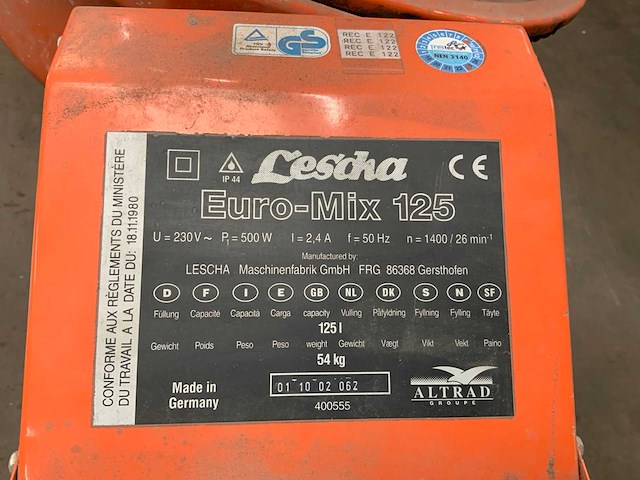 GS
REC E 122
REC E 122
REC E 122
REC E 122
NEN 3140
CONFORME AUX RÈGLEMENTS DU MINISTÈRE
DU TRAVAIL A LA DATE DU: 18.11.1980
IP 44
Lescha
CE
Euro-Mix 125
U = 230V ~ P₁ = 500 W I = 2,4 A f = 50 Hz n = 1400 / 26 min⁻¹
Manufactured by:
LESCHA Maschinenfabrik GmbH FRG 86368 Gersthofen
D F I E GB NL DK S N SF
Füllung Capacité Capacità Carga capacity Vulling Påfyldning Fyllning Fylling Täyte
125 l
Gewicht Poids Peso Peso weight Gewicht Vægt Vikt Vekt Paino
54 kg
Made in
Germany
01 10 02 062
400555
ALTRAD
GROUPE